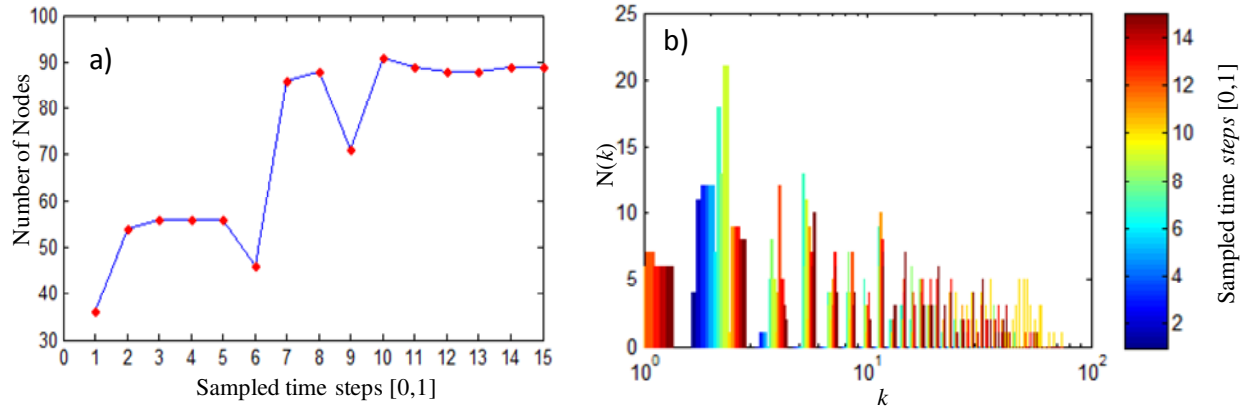 a)
Number of Nodes
100
90
80
70
60
50
40
30
0 1 2 3 4 5 6 7 8 9 10 11 12 13 14 15
Sampled time steps [0,1]
b)
N(k)
25
20
15
10
5
0
10^0 10^1 10^2
k
14
12
10
8
6
4
2
Sampled time steps [0,1]